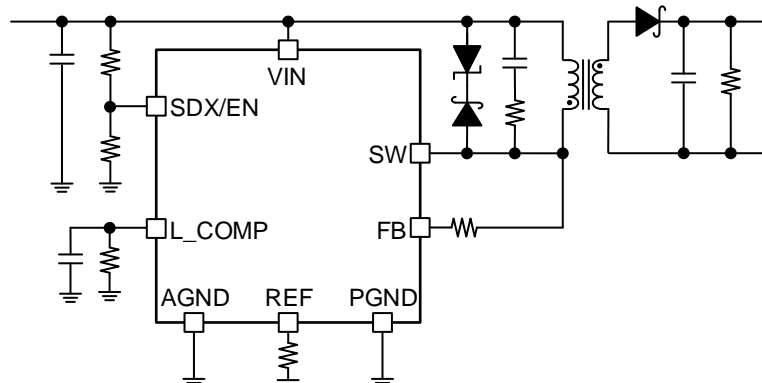 VIN
SDX/EN
SW
L_COMP
FB
AGND
REF
PGND